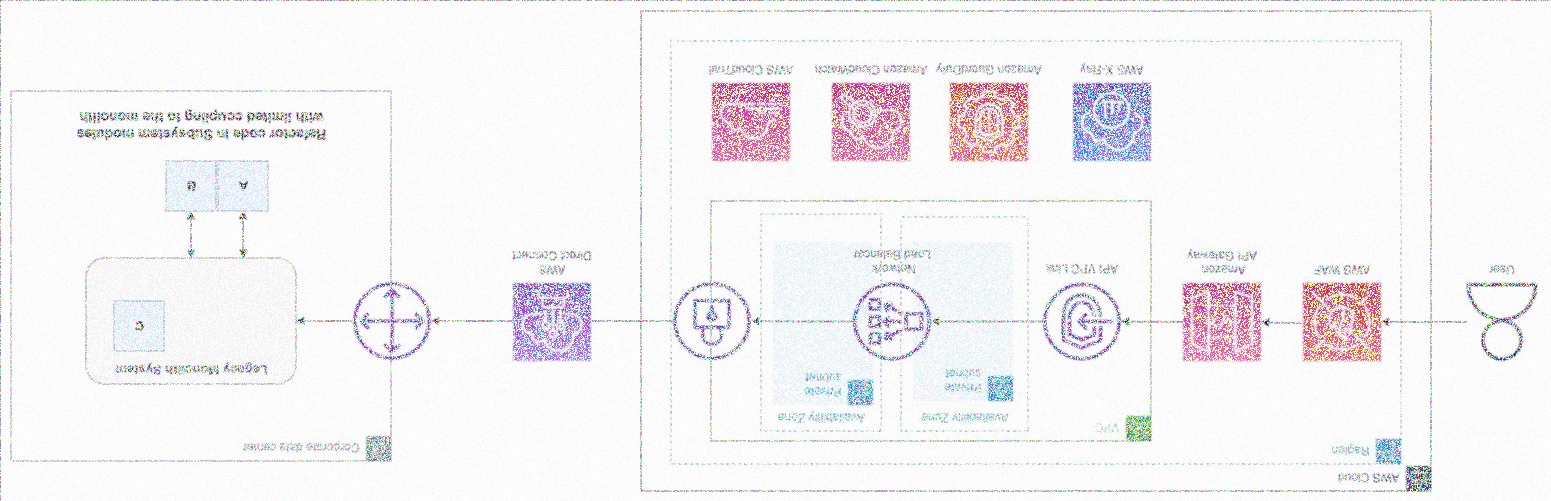 AWS Cloud
Region
VPC
Availability Zone
Availability Zone
Private
subnet
Private
subnet
User
AWS WAF
Amazon
API Gateway
API VPC Link
Network
Load Balancer
AWS
Direct Connect
AWS X-Ray
Amazon GuardDuty
Amazon CloudWatch
AWS CloudTrail
Corporate data center
Legacy Monolith System
C
A
B
Refactor code in Subsystem modules
with limited coupling to the monolith